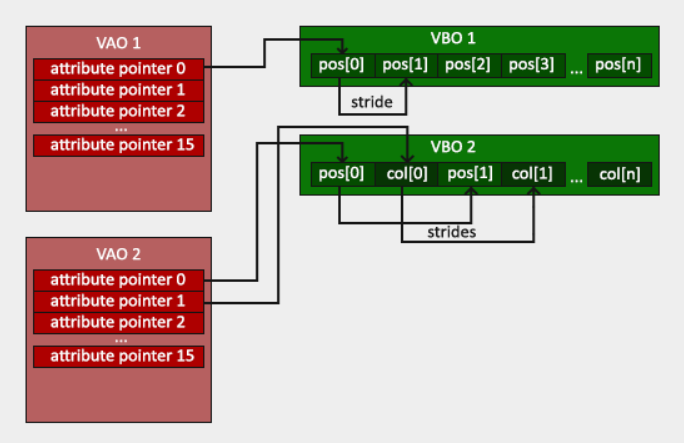 VAO 1
attribute pointer 0
attribute pointer 1
attribute pointer 2
...
attribute pointer 15
VBO 1
pos[0] pos[1] pos[2] pos[3] ... pos[n]
stride
VBO 2
pos[0] col[0] pos[1] col[1] ... col[n]
strides
VAO 2
attribute pointer 0
attribute pointer 1
attribute pointer 2
...
attribute pointer 15